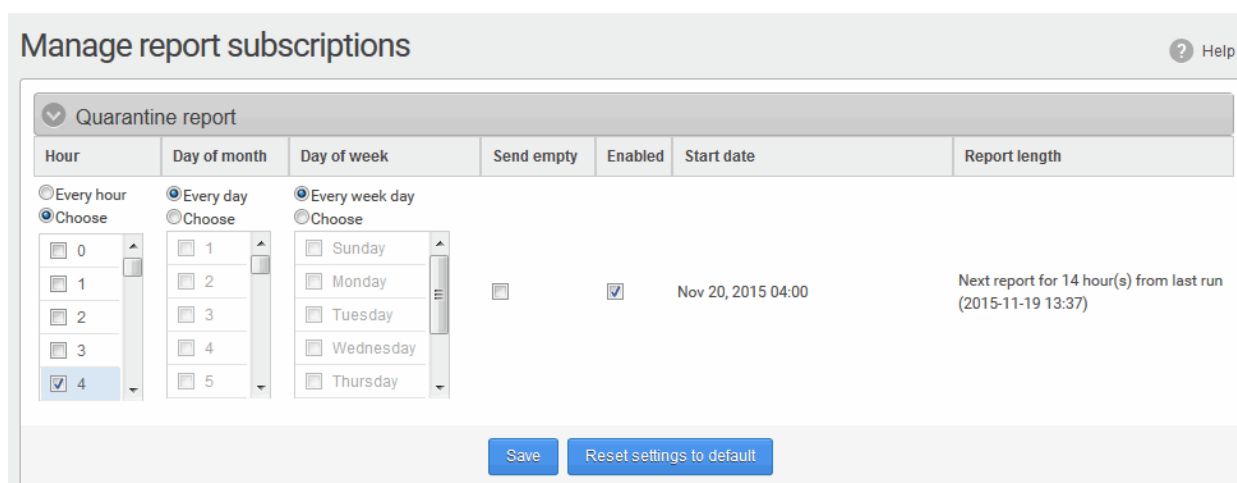 Manage report subscriptions
Help
Quarantine report
Hour Day of month Day of week Send empty Enabled Start date Report length
Every hour Every day Every week day
Choose Choose Choose
0 1 Sunday
1 2 Monday
2 3 Tuesday
3 4 Wednesday
4 5 Thursday
Nov 20, 2015 04:00
Next report for 14 hour(s) from last run
(2015-11-19 13:37)
Save Reset settings to default